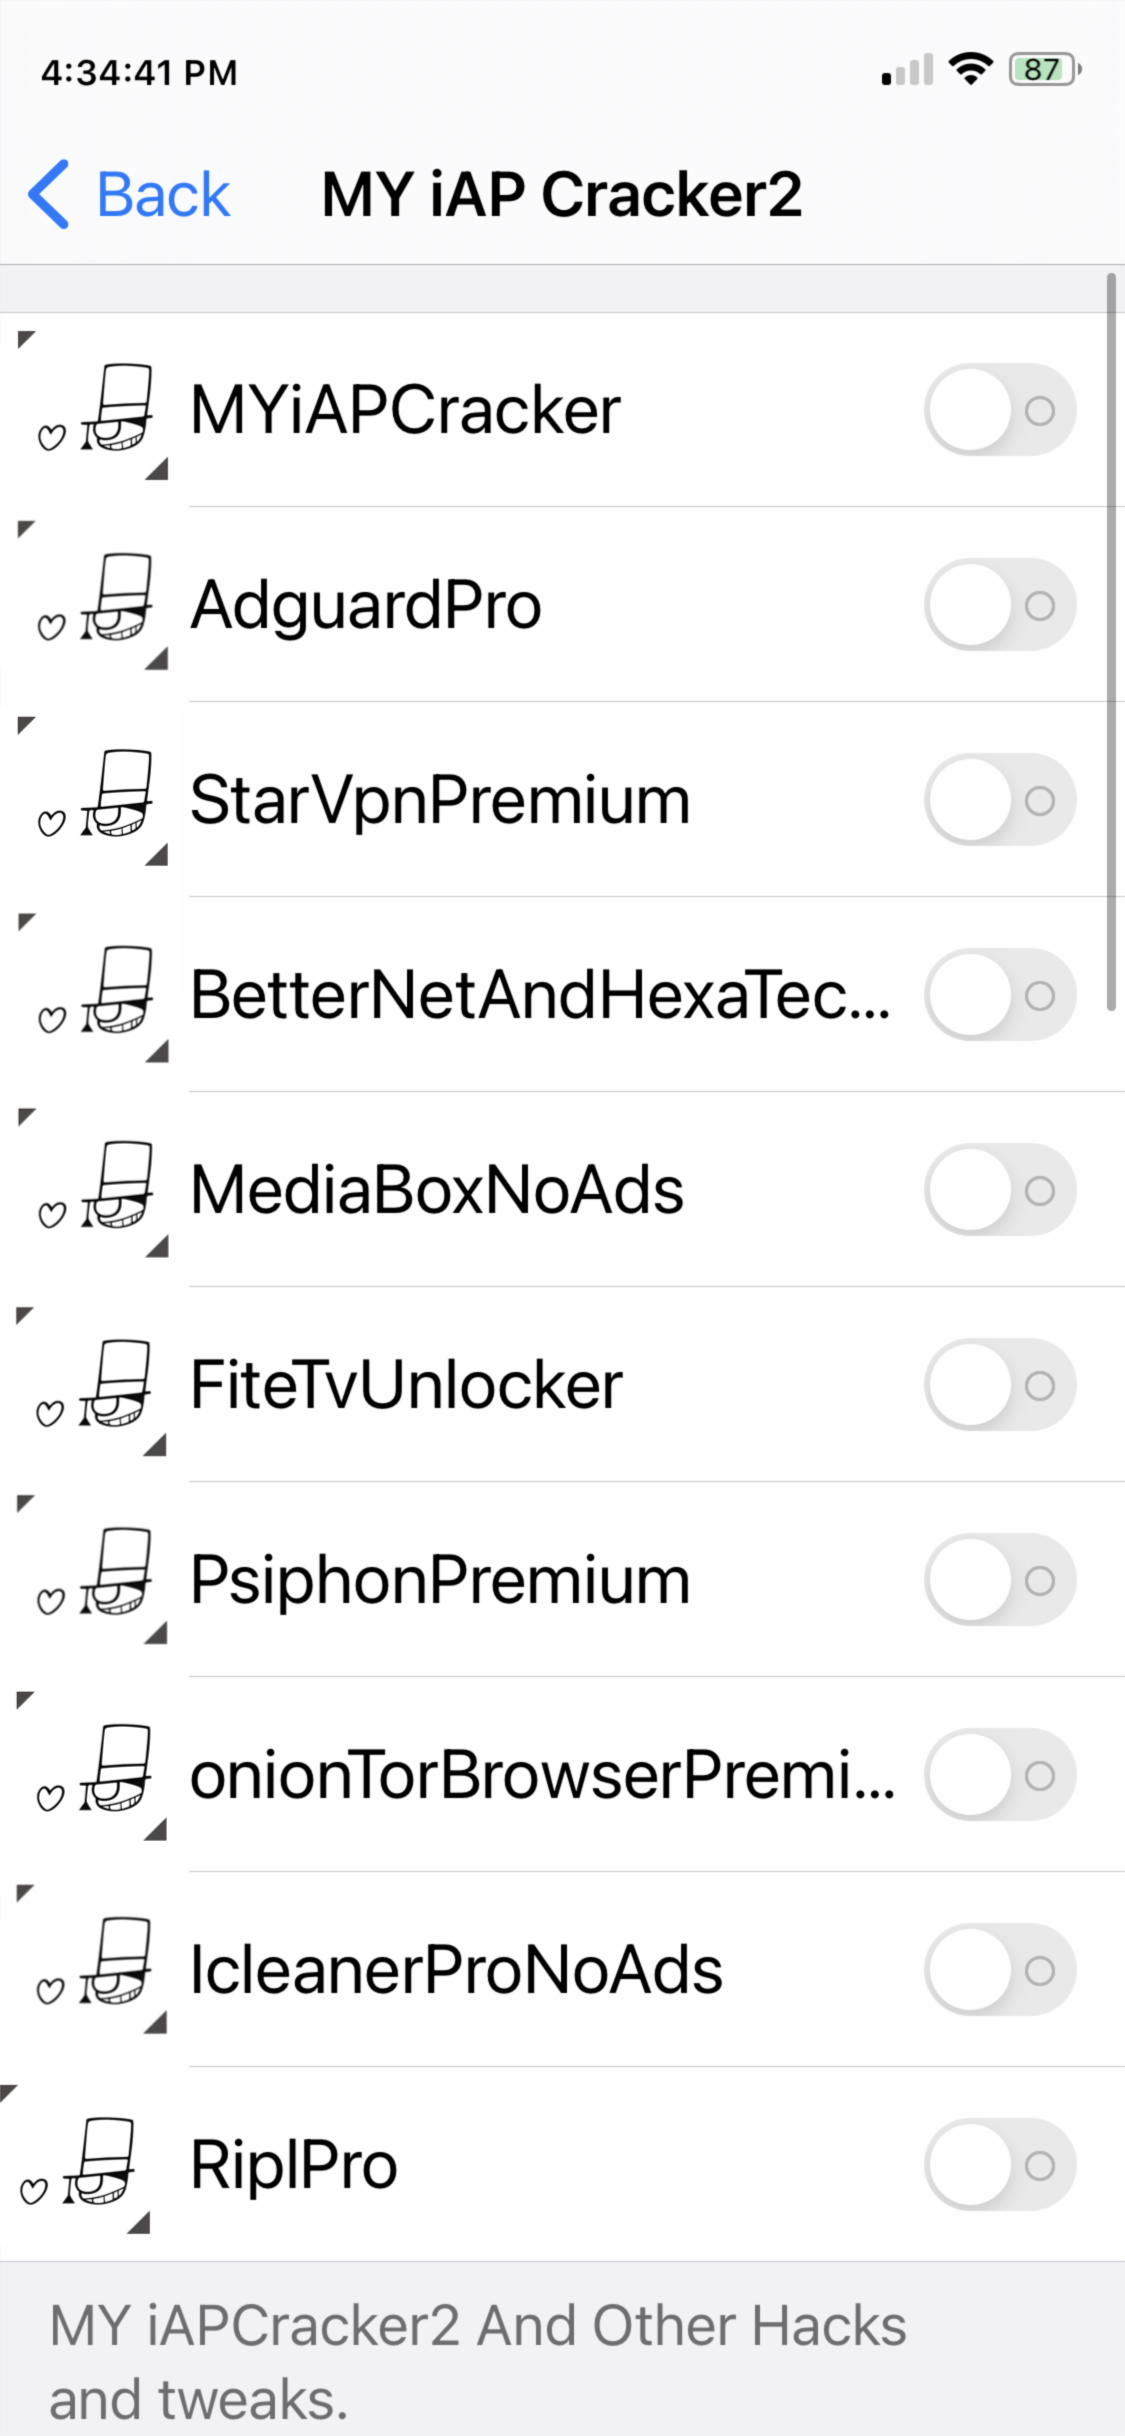 4:34:41 PM
87
Back
MY iAP Cracker2
MYiAPCracker
AdguardPro
StarVpnPremium
BetterNetAndHexaTec...
MediaBoxNoAds
FiteTvUnlocker
PsiphonPremium
onionTorBrowserPremi...
IcleanerProNoAds
RiplPro
MY iAPCracker2 And Other Hacks
and tweaks.